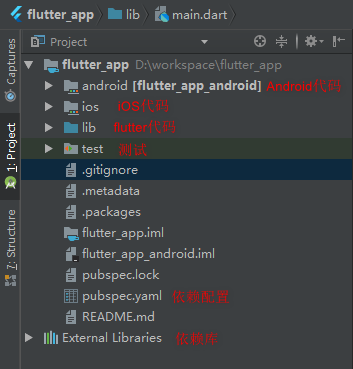 flutter_app lib main.dart
Captures
1: Project
7: Structure
Project
flutter_app D:\workspace\flutter_app
android [flutter_app_android] Android代码
ios iOS代码
lib flutter代码
test 测试
.gitignore
.metadata
.packages
flutter_app.iml
flutter_app_android.iml
pubspec.lock
pubspec.yaml 依赖配置
README.md
External Libraries 依赖库